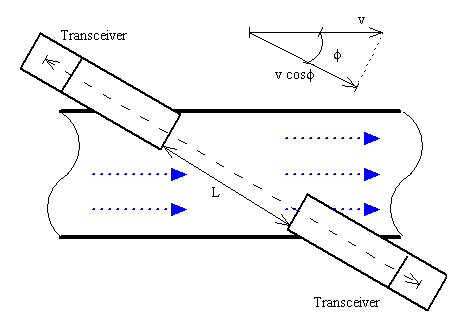 Transceiver
v
ϕ
v cosϕ
L
Transceiver